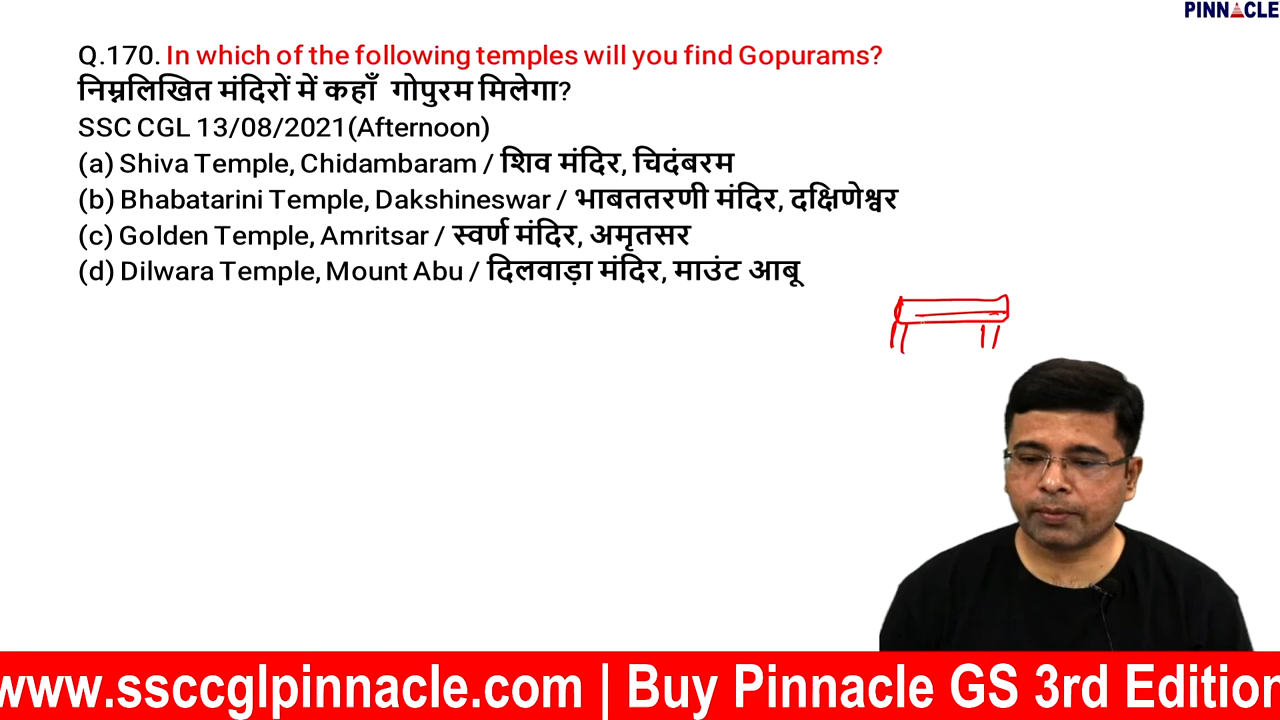 PINNACLE
Q.170. In which of the following temples will you find Gopurams?
निम्नलिखित मंदिरों में कहाँ गोपुरम मिलेगा?
SSC CGL 13/08/2021(Afternoon)
(a) Shiva Temple, Chidambaram / शिव मंदिर, चिदंबरम
(b) Bhabatarini Temple, Dakshineswar / भाबततरणी मंदिर, दक्षिणेश्वर
(c) Golden Temple, Amritsar / स्वर्ण मंदिर, अमृतसर
(d) Dilwara Temple, Mount Abu / दिलवाड़ा मंदिर, माउंट आबू
www.ssccglpinnacle.com | Buy Pinnacle GS 3rd Edition